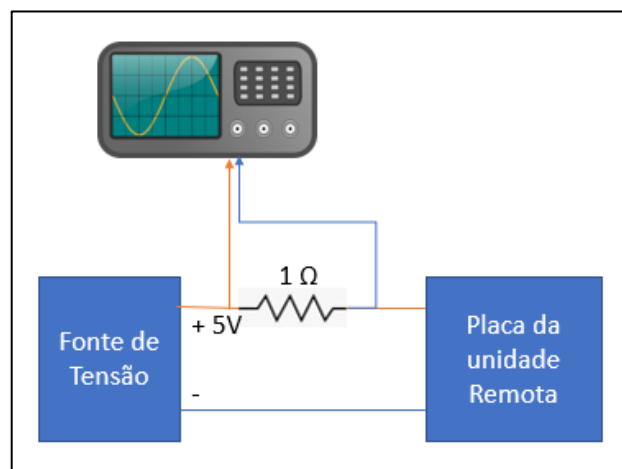 1 Ω
+ 5V
Fonte de
Tensão
-
Placa da
unidade
Remota